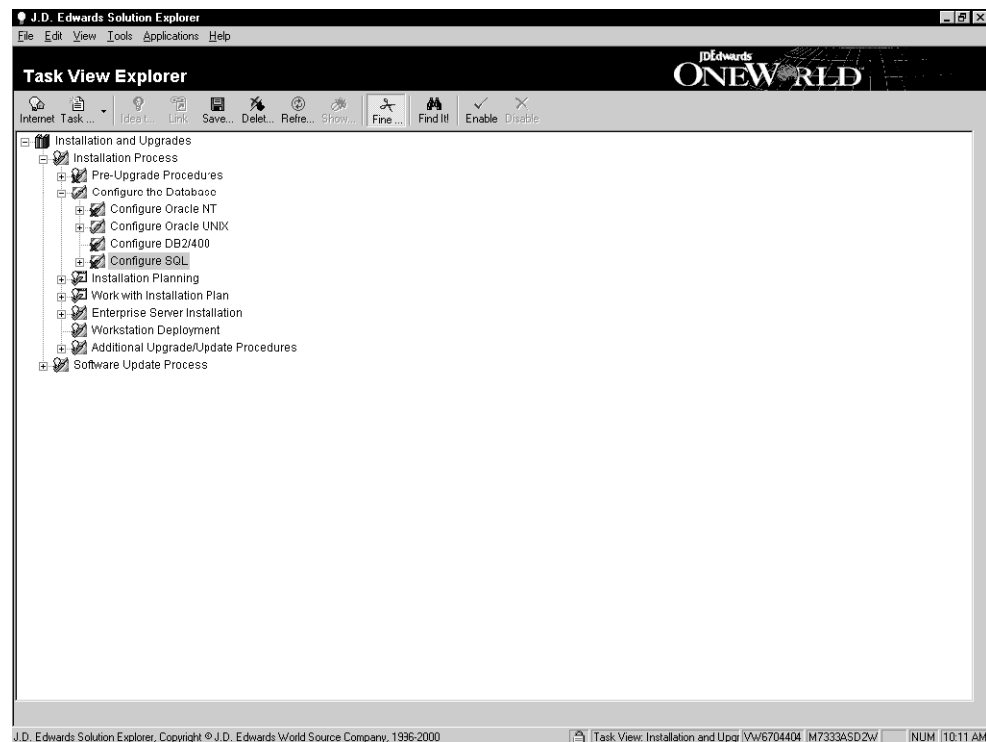 J.D. Edwards Solution Explorer
File Edit View Tools Applications Help
Task View Explorer
JDEdwards
ONEWORLD
Internet Task ... Idea t... Link Save... Delet... Refre... Show... Fine ... Find It! Enable Disable
Installation and Upgrades
Installation Process
Pre-Upgrade Procedures
Configure the Database
Configure Oracle NT
Configure Oracle UNIX
Configure DB2/400
Configure SQL
Installation Planning
Work with Installation Plan
Enterprise Server Installation
Workstation Deployment
Additional Upgrade/Update Procedures
Software Update Process
J.D. Edwards Solution Explorer, Copyright © J.D. Edwards World Source Company, 1996-2000 Task View: Installation and Upgr VW6704404 M7333ASD2W NUM 10:11 AM